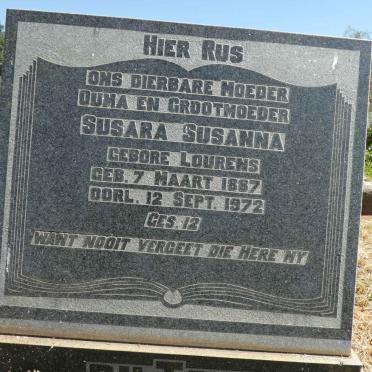 HIER RUS
ONS DIERBARE MOEDER
OUMA EN GROOTMOEDER
SUSARA SUSANNA
GEBORE LOURENS
GEB. 7 MAART 1887
OORL. 12 SEPT. 1972
GES. 12
WANT NOOIT VERGEET DIE HERE NY